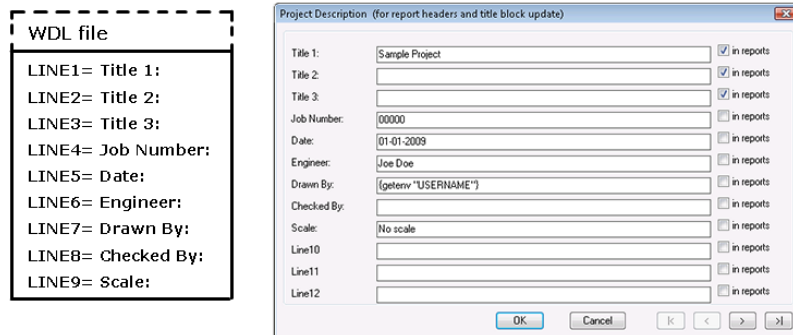 WDL file
LINE1= Title 1:
LINE2= Title 2:
LINE3= Title 3:
LINE4= Job Number:
LINE5= Date:
LINE6= Engineer:
LINE7= Drawn By:
LINE8= Checked By:
LINE9= Scale:
Project Description (for report headers and title block update)
Title 1: Sample Project in reports
Title 2: in reports
Title 3: in reports
Job Number: 00000 in reports
Date: 01-01-2009 in reports
Engineer: Joe Doe in reports
Drawn By: (getenv "USERNAME") in reports
Checked By: in reports
Scale: No scale in reports
Line10 in reports
Line11 in reports
Line12 in reports
OK Cancel |< < > >|